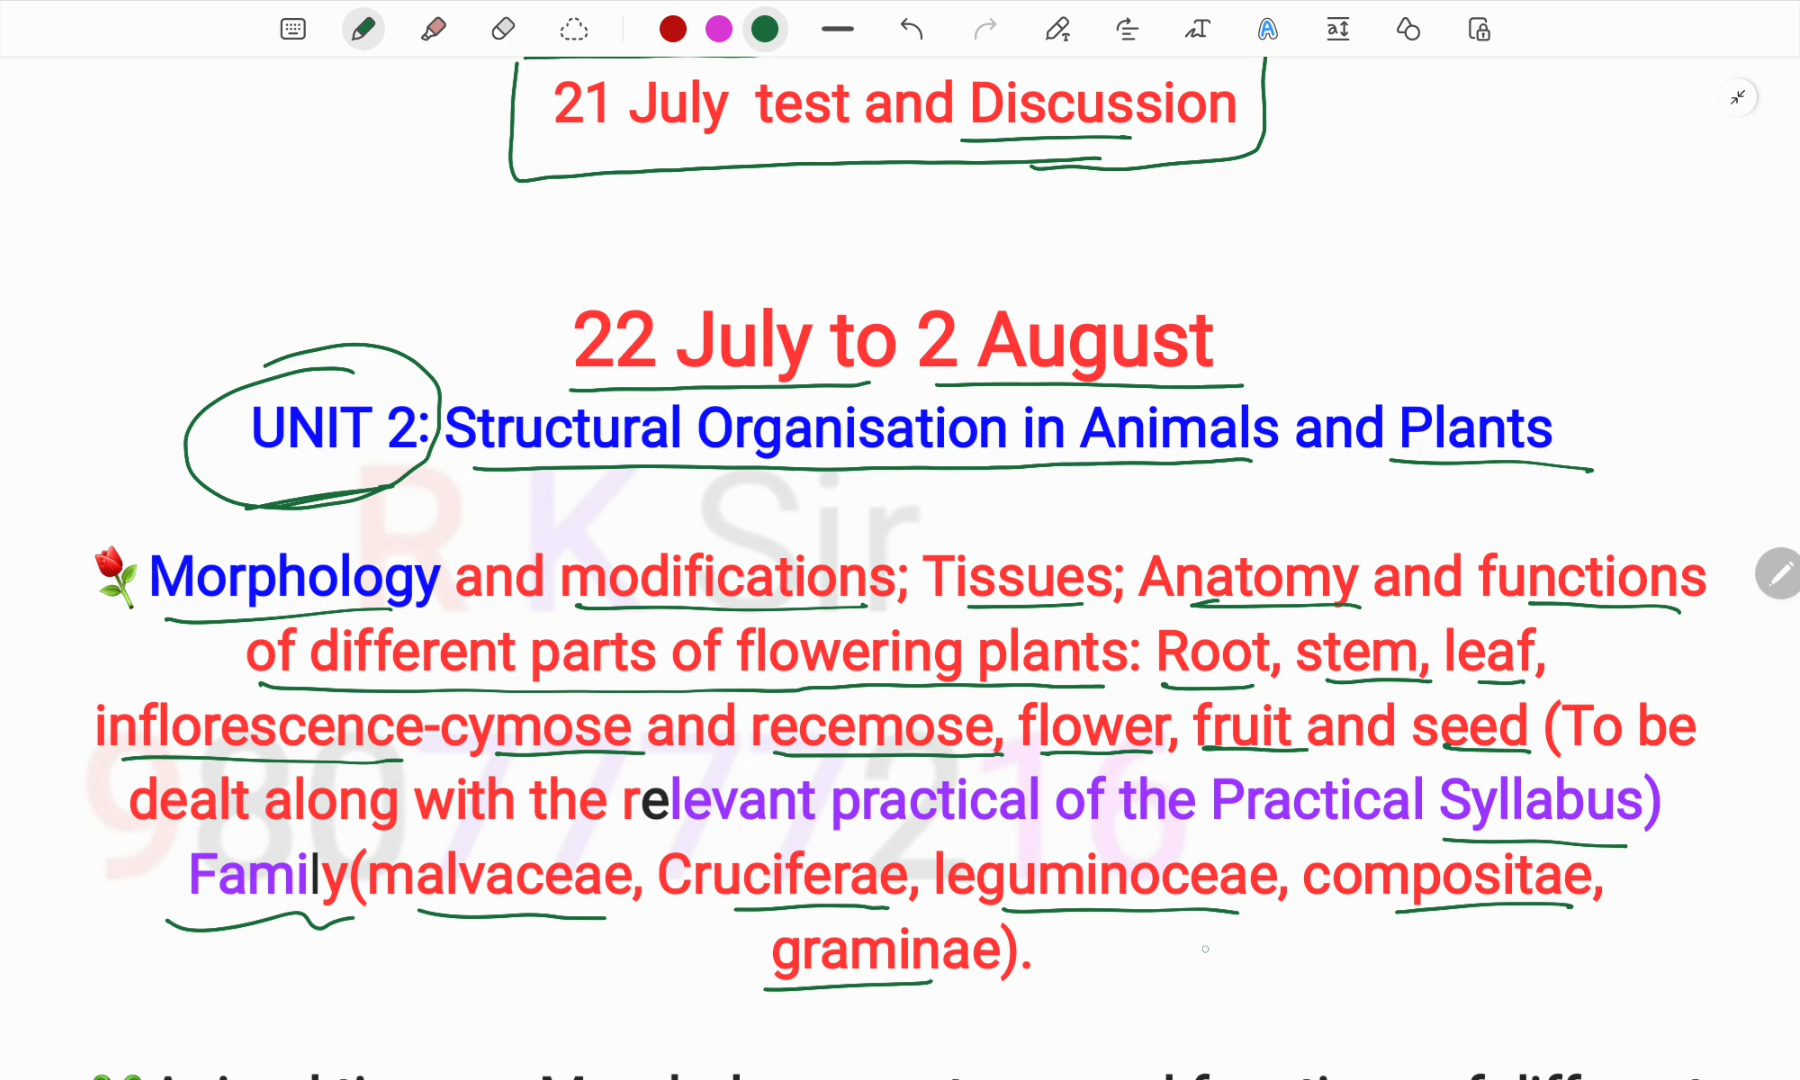 21 July test and Discussion
22 July to 2 August
UNIT 2: Structural Organisation in Animals and Plants
R K Sir
Morphology and modifications; Tissues; Anatomy and functions
of different parts of flowering plants: Root, stem, leaf,
inflorescence-cymose and recemose, flower, fruit and seed (To be
dealt along with the relevant practical of the Practical Syllabus)
9807777216
Family(malvaceae, Cruciferae, leguminoceae, compositae,
graminae).